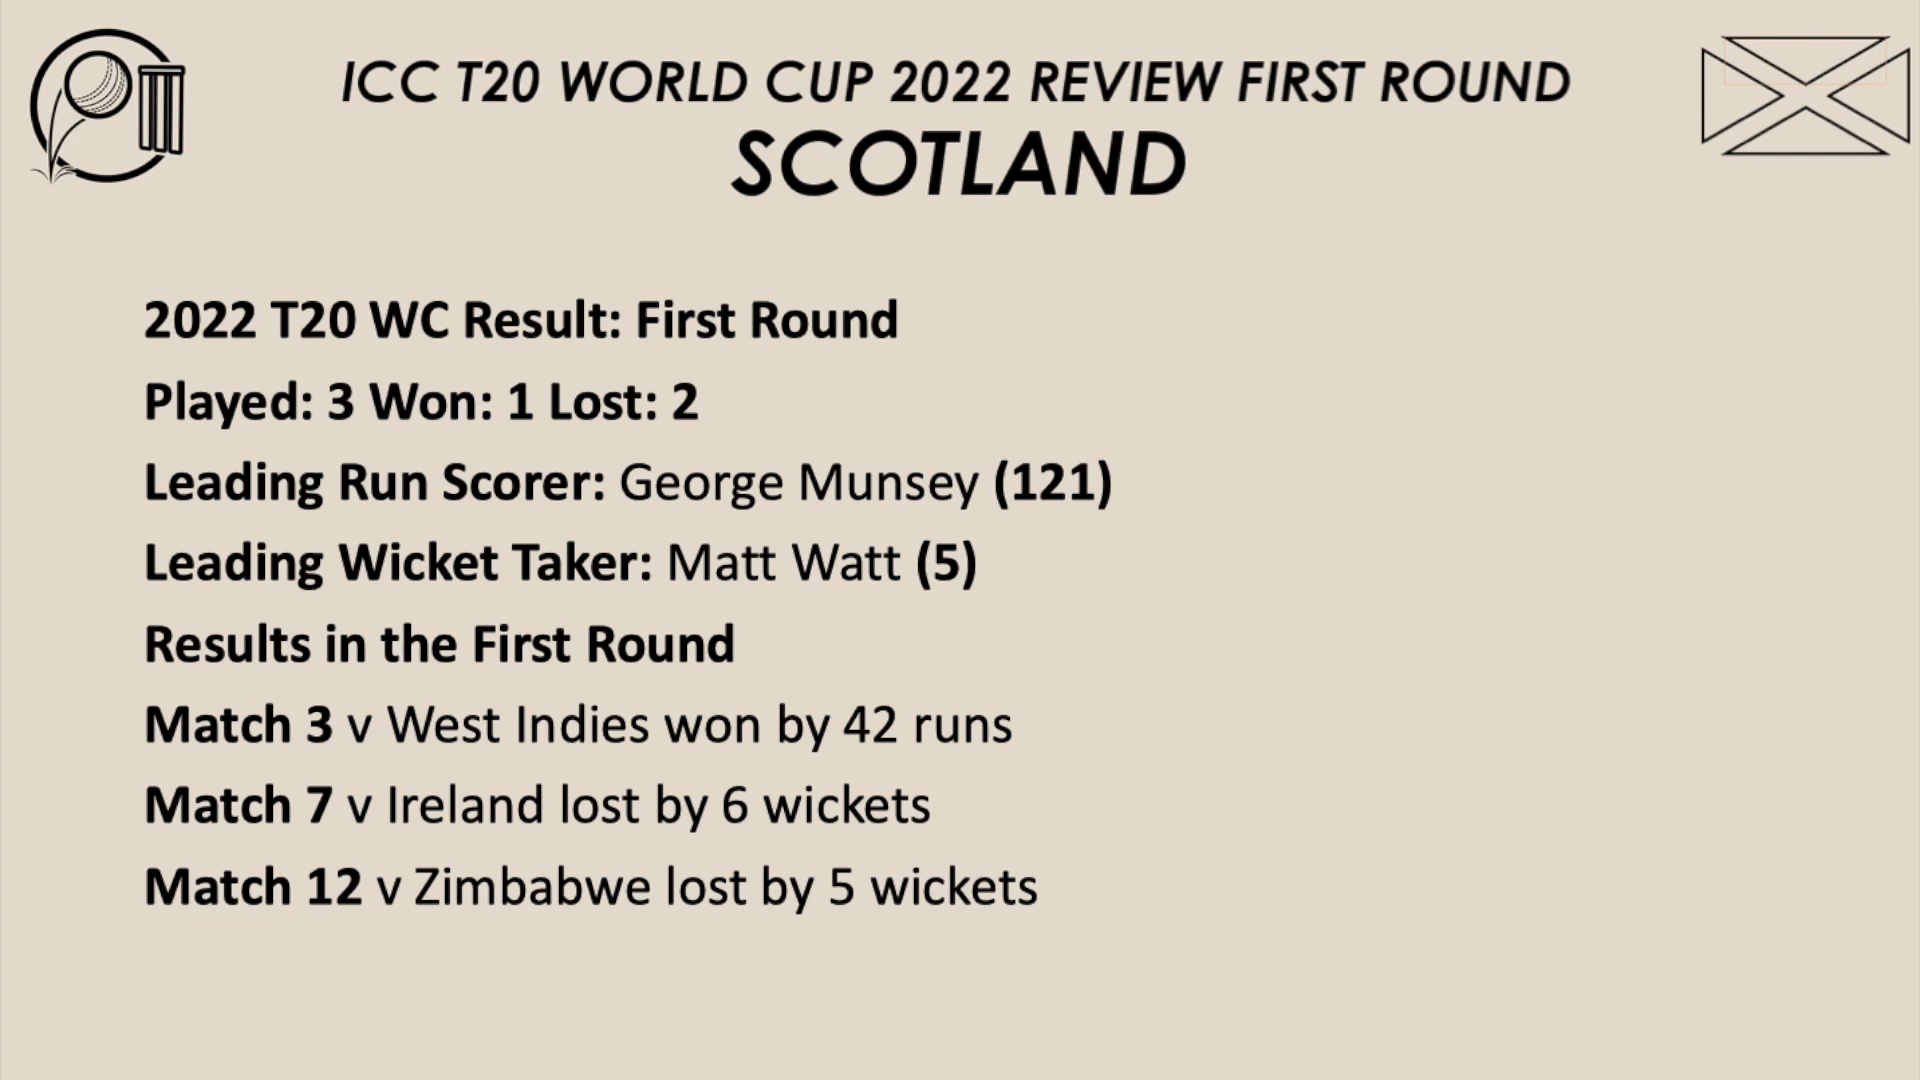 ICC T20 WORLD CUP 2022 REVIEW FIRST ROUND
SCOTLAND
2022 T20 WC Result: First Round
Played: 3 Won: 1 Lost: 2
Leading Run Scorer: George Munsey (121)
Leading Wicket Taker: Matt Watt (5)
Results in the First Round
Match 3 v West Indies won by 42 runs
Match 7 v Ireland lost by 6 wickets
Match 12 v Zimbabwe lost by 5 wickets